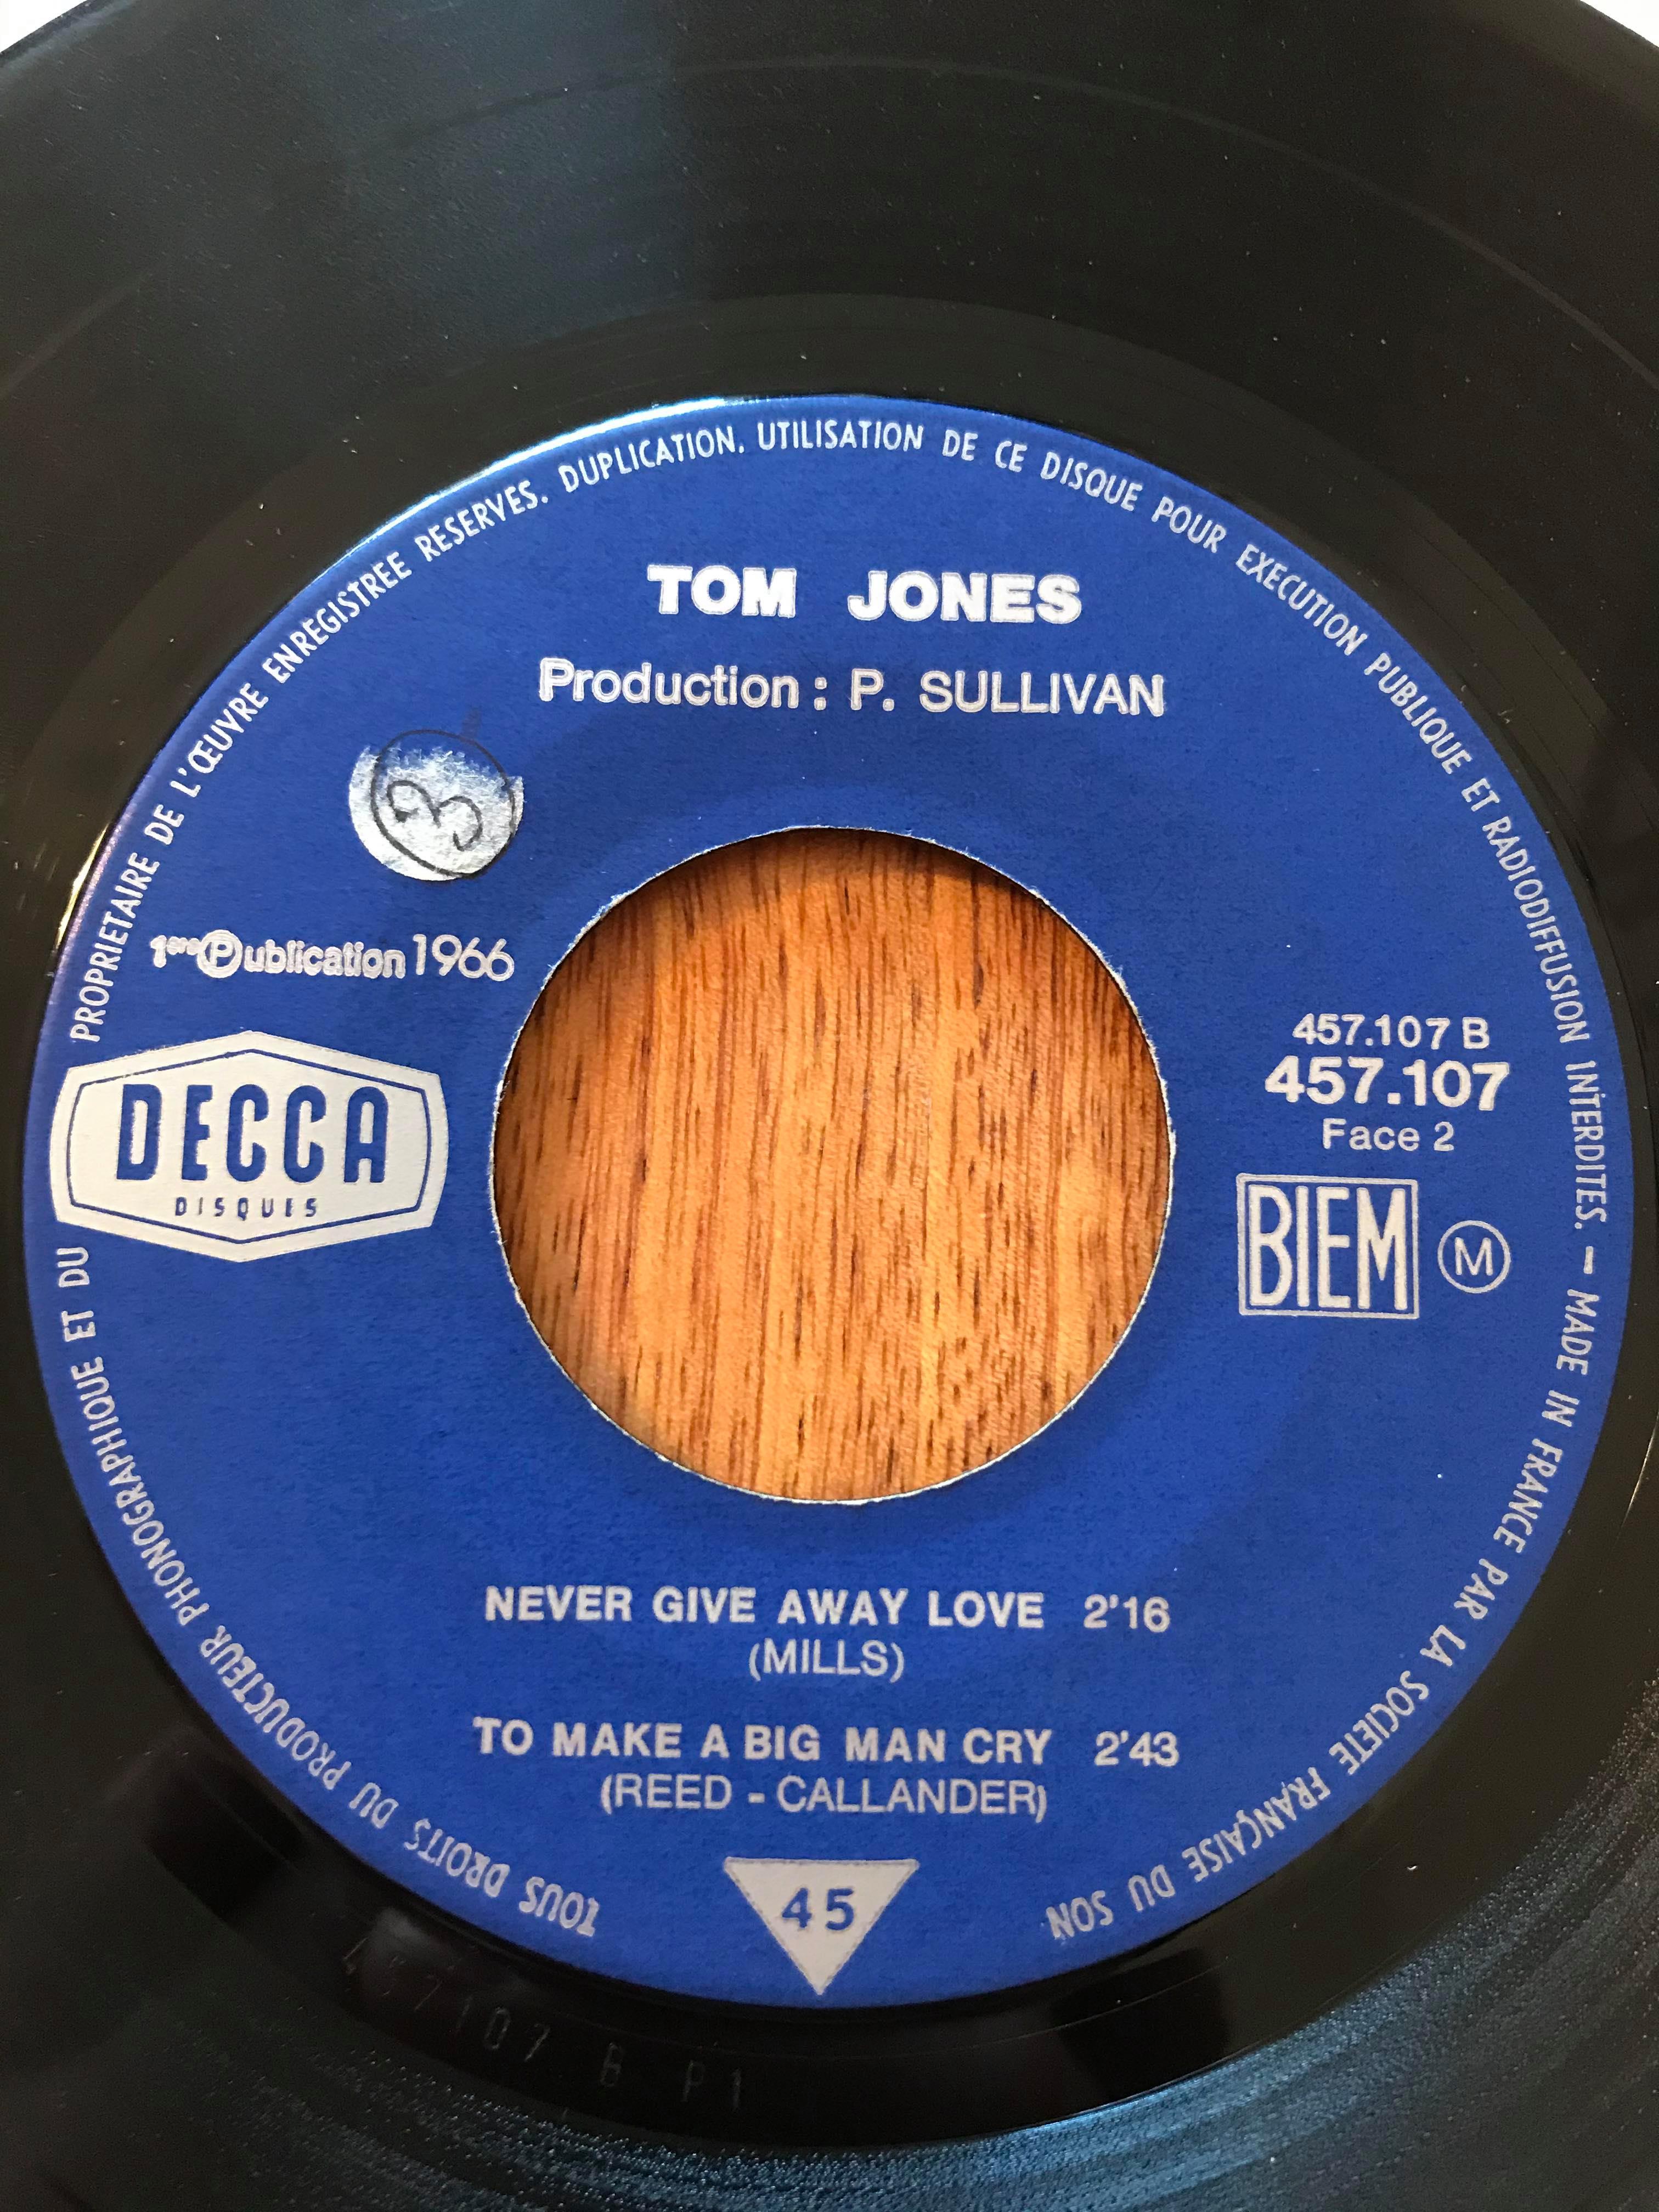 TOUS DROITS DU PRODUCTEUR PHONOGRAPHIQUE ET DU PROPRIETAIRE DE L'ŒUVRE ENREGISTREE RESERVES. DUPLICATION, UTILISATION DE CE DISQUE POUR EXECUTION PUBLIQUE ET RADIODIFFUSION INTERDITES. - MADE IN FRANCE PAR LA SOCIETE FRANÇAISE DU SON
TOM JONES
Production : P. SULLIVAN
3
1ere Publication 1966
DECCA
DISQUES
457.107 B
457.107
Face 2
BIEM M
NEVER GIVE AWAY LOVE 2'16
(MILLS)
TO MAKE A BIG MAN CRY 2'43
(REED - CALLANDER)
45
457107 B P1